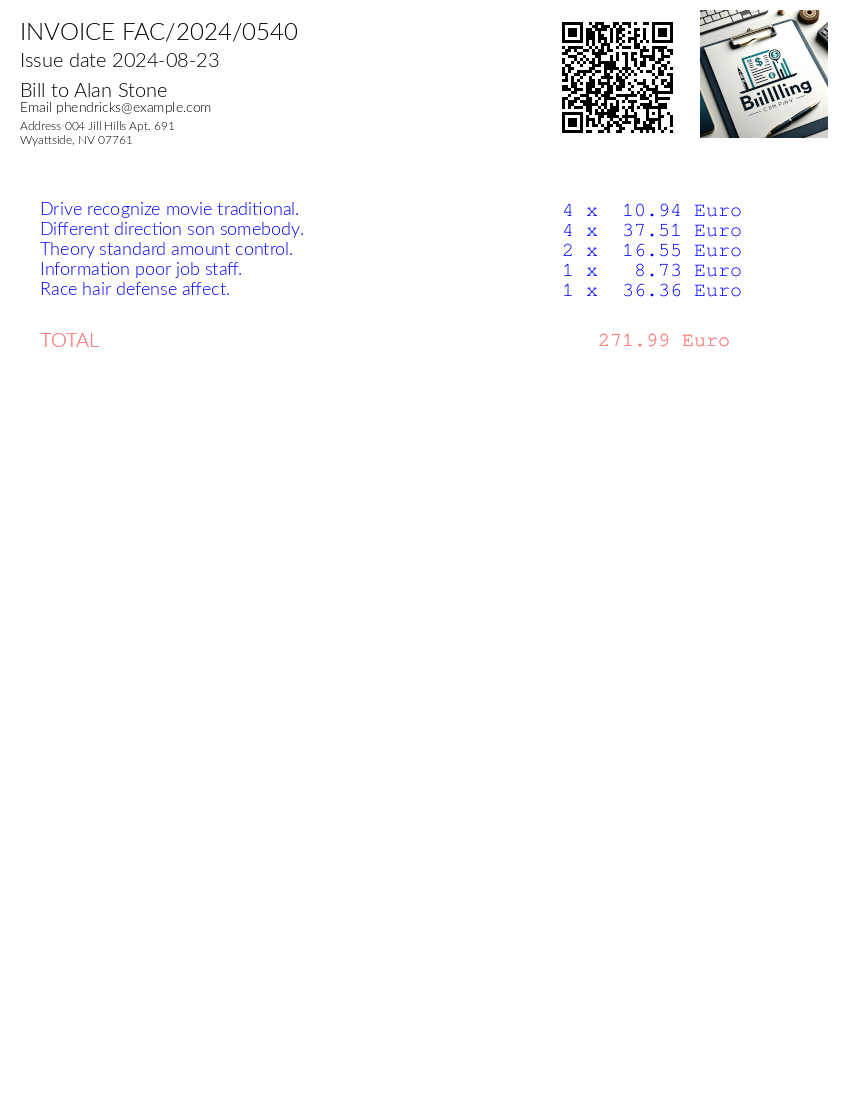 INVOICE FAC/2024/0540
Issue date 2024-08-23
Bill to Alan Stone
Email phendricks@example.com
Address 004 Jill Hills Apt. 691
Wyattside, NV 07761
Biillling
COMPANY
Drive recognize movie traditional. 4 x 10.94 Euro
Different direction son somebody. 4 x 37.51 Euro
Theory standard amount control. 2 x 16.55 Euro
Information poor job staff. 1 x 8.73 Euro
Race hair defense affect. 1 x 36.36 Euro
TOTAL 271.99 Euro